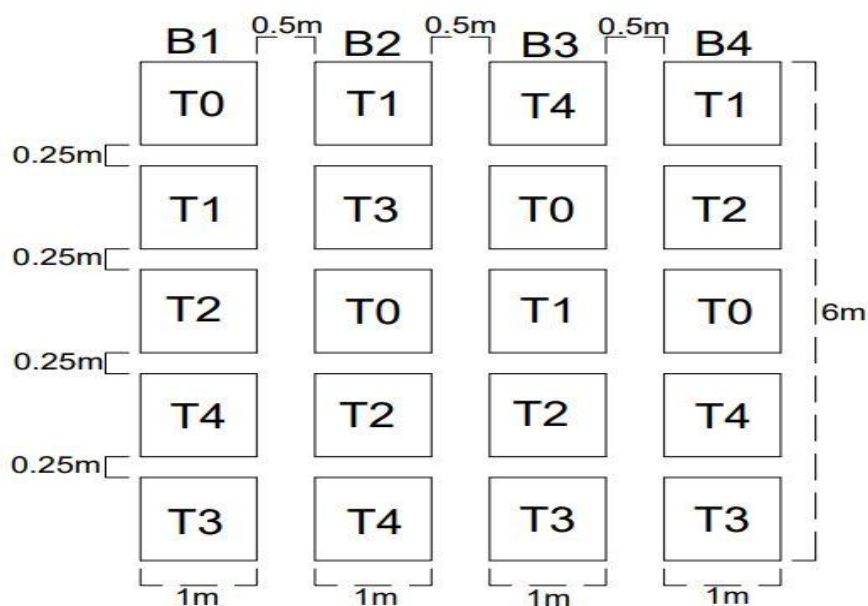 0.5m 0.5m 0.5m
B1 B2 B3 B4
T0 T1 T4 T1
0.25m
T1 T3 T0 T2
0.25m
T2 T0 T1 T0 6m
0.25m
T4 T2 T2 T4
0.25m
T3 T4 T3 T3
1m 1m 1m 1m